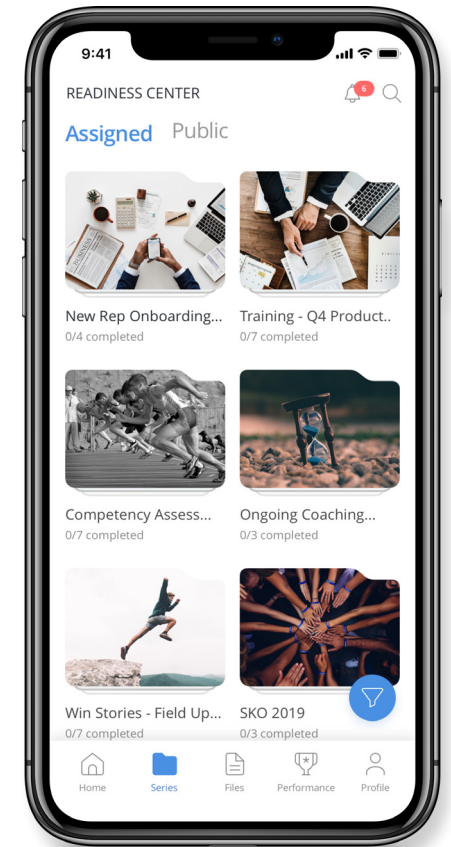 9:41
READINESS CENTER
6
Assigned Public
BUSINESS
New Rep Onboarding... Training - Q4 Product..
0/4 completed 0/7 completed
Competency Assess... Ongoing Coaching...
0/7 completed 0/3 completed
Win Stories - Field Up... SKO 2019
0/7 completed 0/3 completed
Home Series Files Performance Profile